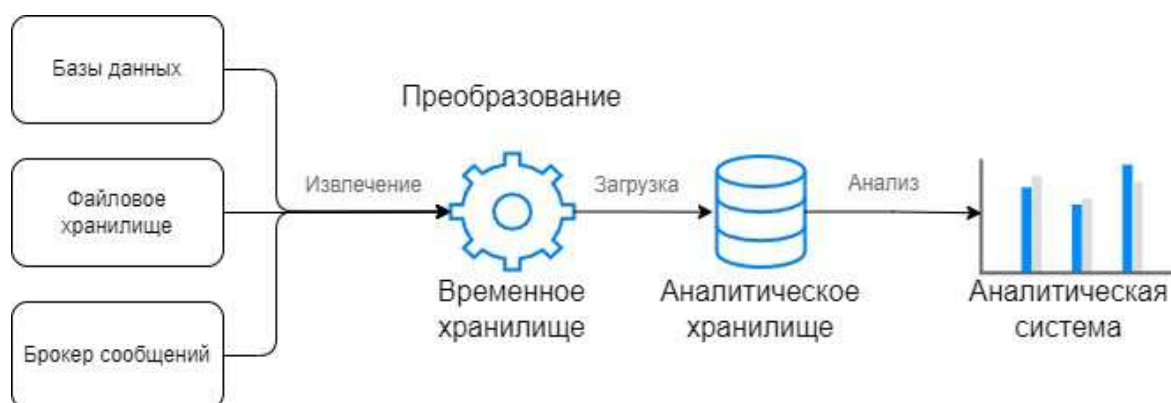 Базы данных
Преобразование
Файловое
хранилище
Извлечение
Загрузка
Анализ
Временное
хранилище
Аналитическое
хранилище
Аналитическая
система
Брокер сообщений